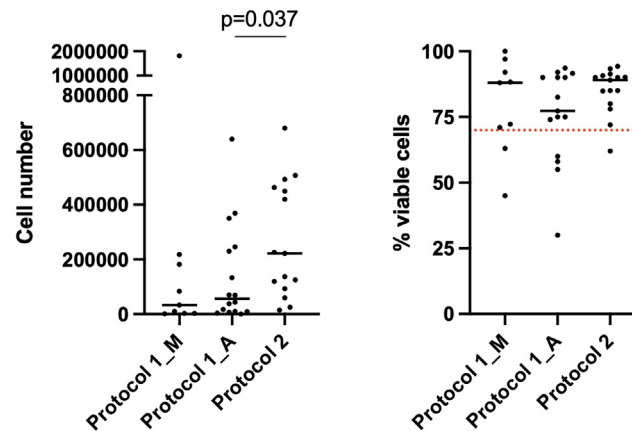 p=0.037
Cell number
2000000
1000000
800000
600000
400000
200000
0
Protocol 1_M
Protocol 1_A
Protocol 2
% viable cells
100
75
50
25
0
Protocol 1_M
Protocol 1_A
Protocol 2